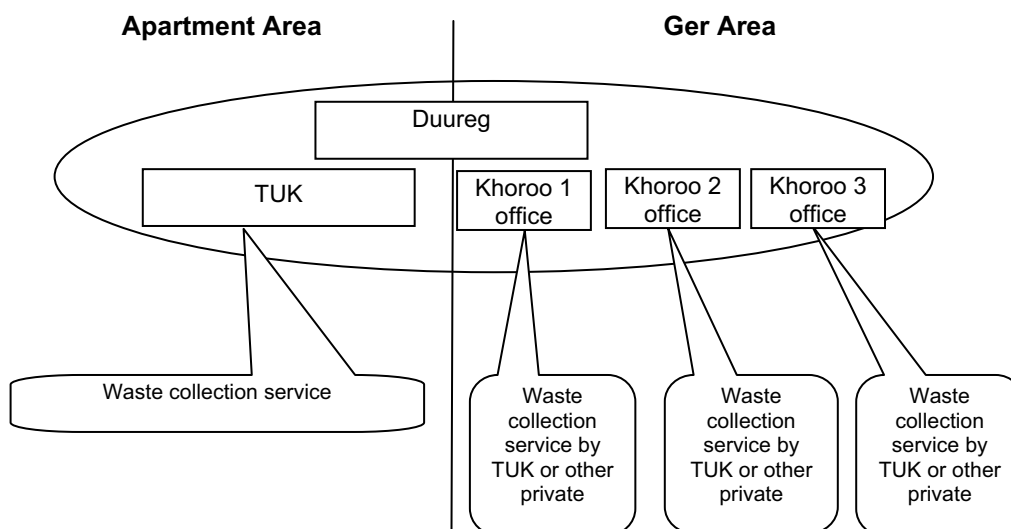 Apartment Area
Ger Area
Duureg
TUK
Khoroo 1
office
Khoroo 2
office
Khoroo 3
office
Waste collection service
Waste
collection
service by
TUK or other
private
Waste
collection
service by
TUK or other
private
Waste
collection
service by
TUK or other
private